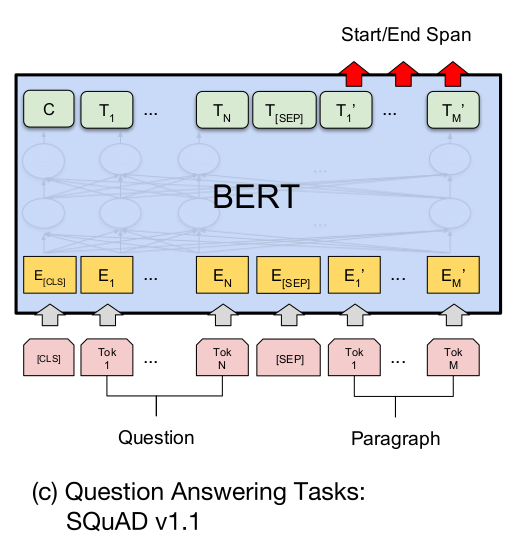 Start/End Span
C T1 ... TN T[SEP] T1’ ... TM’
...
BERT
...
E[CLS] E1 ... EN E[SEP] E1’ ... EM’
[CLS] Tok 1 ... Tok N [SEP] Tok 1 ... Tok M
Question Paragraph
(c) Question Answering Tasks:
SQuAD v1.1